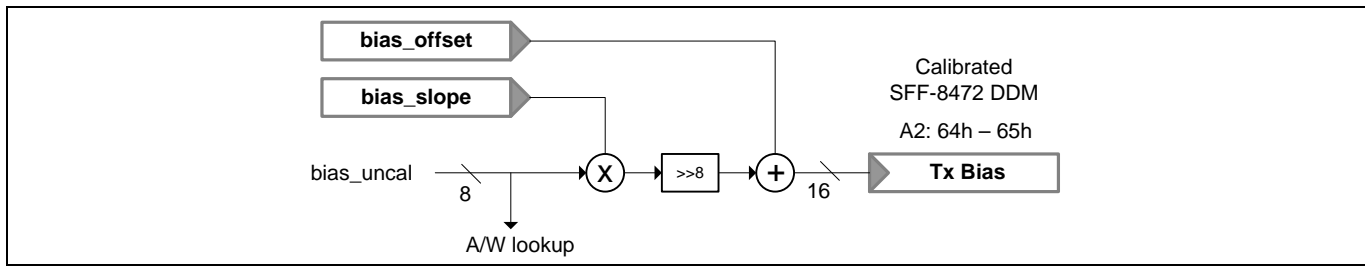 bias_offset
bias_slope
Calibrated
SFF-8472 DDM
A2: 64h – 65h
bias_uncal
8
X
>>8
+
16
Tx Bias
A/W lookup